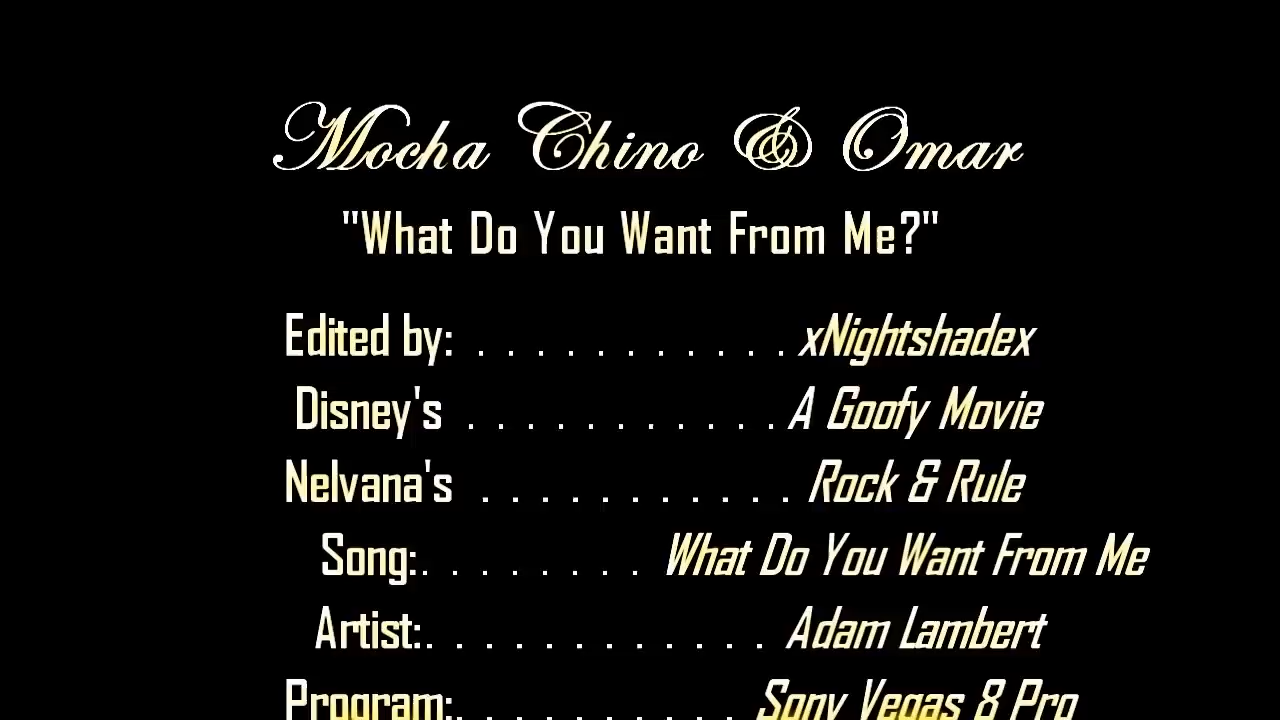 Mocha Chino & Omar
"What Do You Want From Me?"
Edited by: . . . . . . . . . . . xNightshadex
Disney's . . . . . . . . . . . A Goofy Movie
Nelvana's . . . . . . . . . . . Rock & Rule
Song:. . . . . . . . What Do You Want From Me
Artist:. . . . . . . . . . . . Adam Lambert
Program:. . . . . . . . . . Sony Vegas 8 Pro